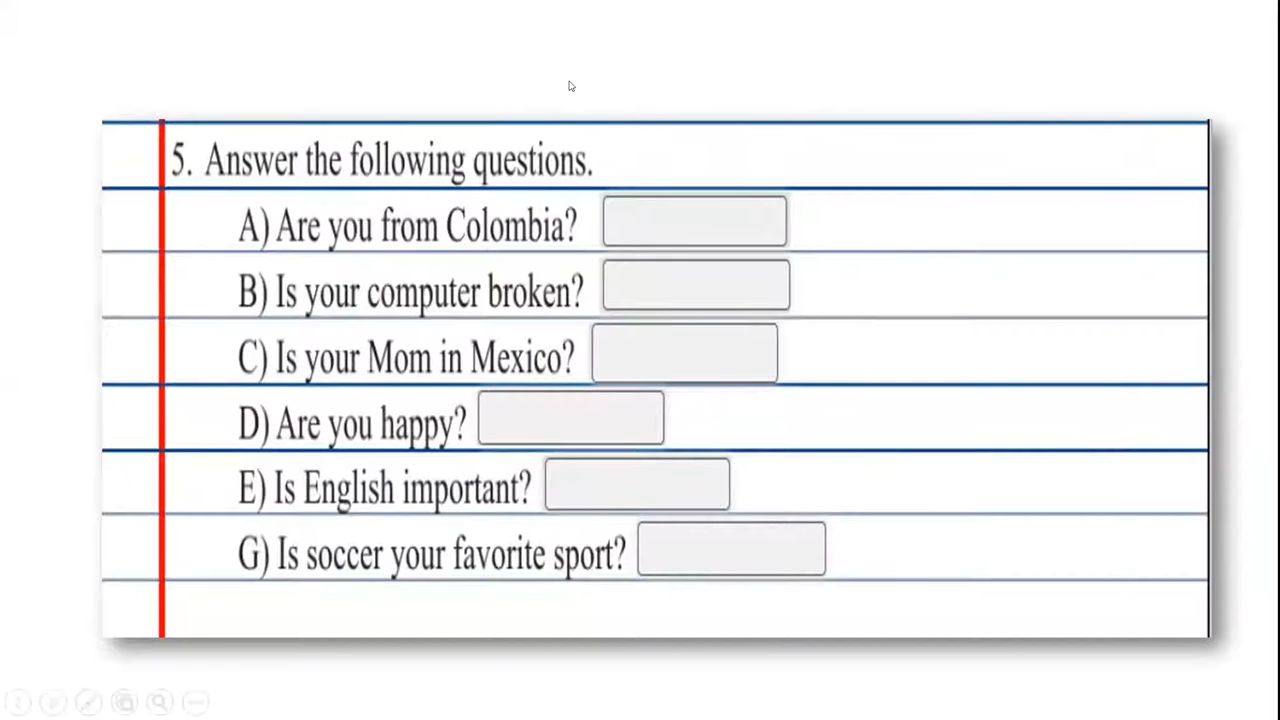 5. Answer the following questions.
A) Are you from Colombia?
B) Is your computer broken?
C) Is your Mom in Mexico?
D) Are you happy?
E) Is English important?
G) Is soccer your favorite sport?